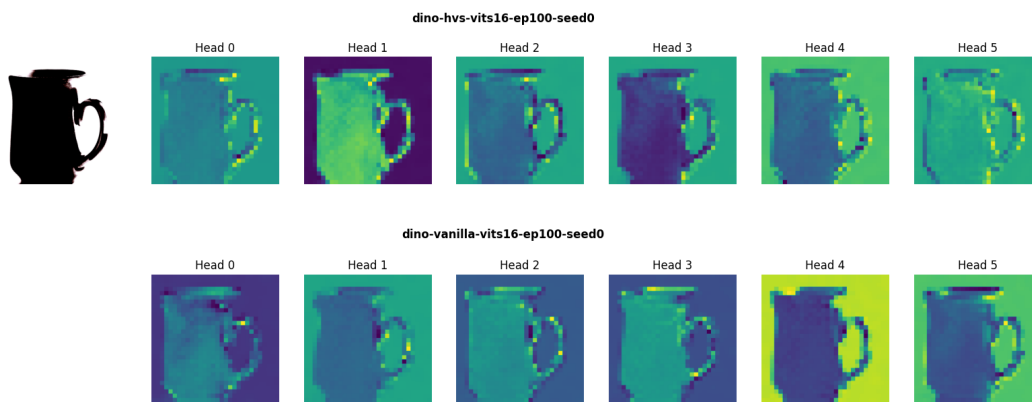 dino-hvs-vits16-ep100-seed0
Head 0 Head 1 Head 2 Head 3 Head 4 Head 5
dino-vanilla-vits16-ep100-seed0
Head 0 Head 1 Head 2 Head 3 Head 4 Head 5